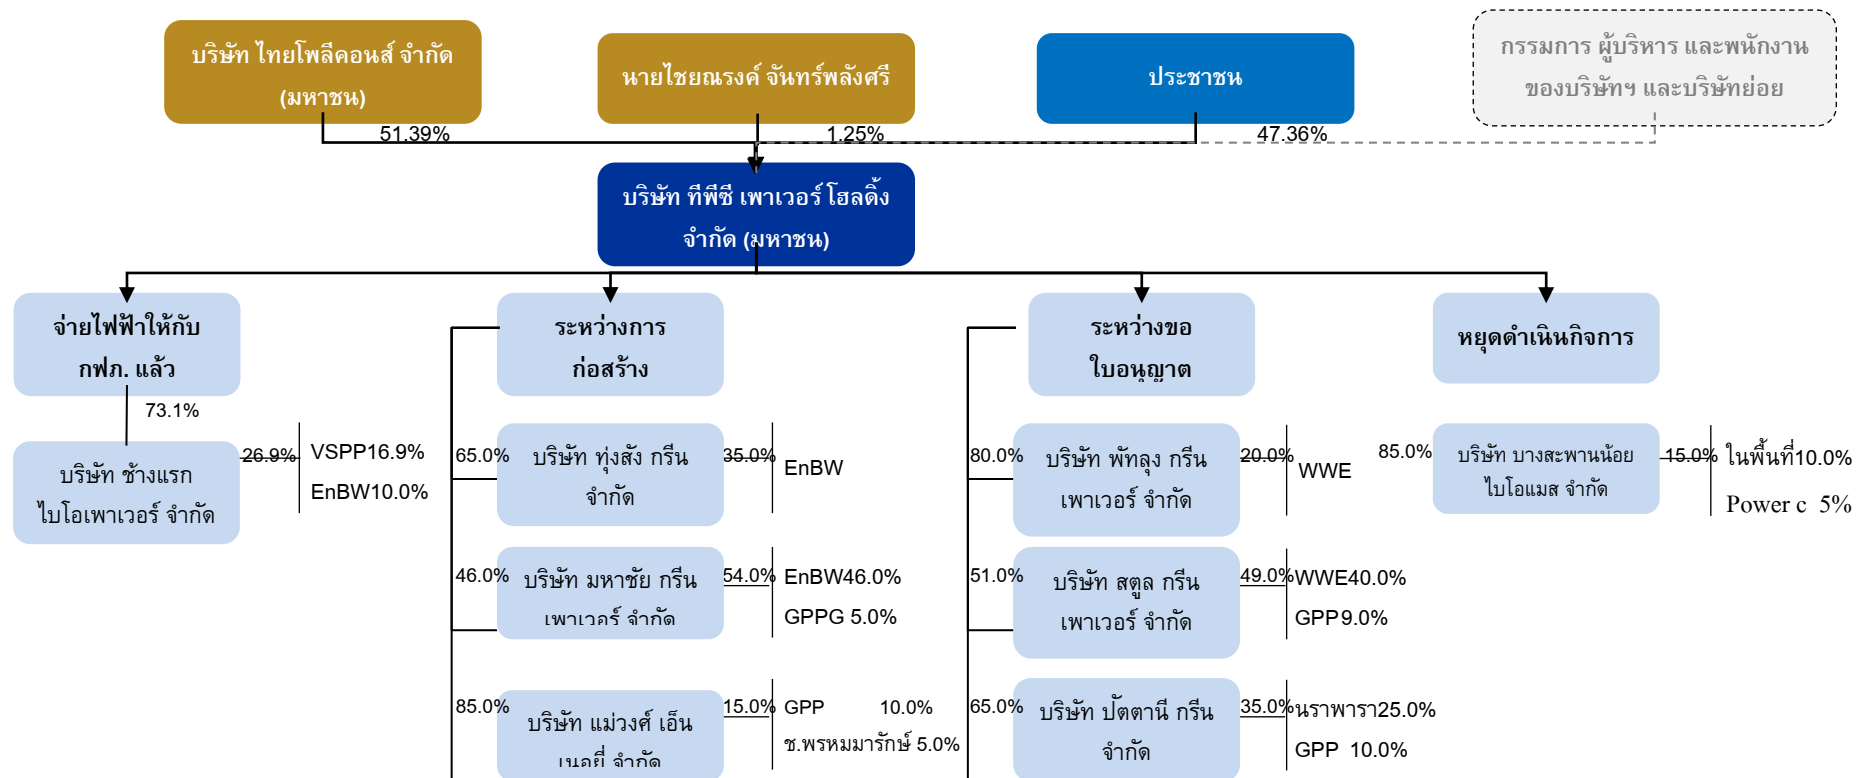 บริษัท ไทยโพลีคอนส์ จำกัด
(มหาชน)
นายไชยณรงค์ จันทร์พลังศรี
ประชาชน
กรรมการ ผู้บริหาร และพนักงาน
ของบริษัทฯ และบริษัทย่อย
51.39%
1.25%
47.36%
บริษัท ทีพีซี เพาเวอร์ โฮลดิ้ง
จำกัด (มหาชน)
จ่ายไฟฟ้าให้กับ
กฟภ. แล้ว
73.1%
บริษัท ช้างแรก
ไบโอเพาเวอร์ จำกัด
26.9%
VSPP16.9%
EnBW10.0%
ระหว่างการ
ก่อสร้าง
65.0%
บริษัท ทุ่งสัง กรีน
จำกัด
35.0%
EnBW
46.0%
บริษัท มหาชัย กรีน
เพาเวอร์ จำกัด
54.0%
EnBW46.0%
GPPG 5.0%
85.0%
บริษัท แม่วงศ์ เอ็น
เนอยี่ จำกัด
15.0%
GPP 10.0%
ช.พรหมมารักษ์ 5.0%
ระหว่างขอ
ใบอนุญาต
80.0%
บริษัท พัทลุง กรีน
เพาเวอร์ จำกัด
20.0%
WWE
51.0%
บริษัท สตูล กรีน
เพาเวอร์ จำกัด
49.0%
WWE40.0%
GPP9.0%
65.0%
บริษัท ปัตตานี กรีน
จำกัด
35.0%
นราพารา25.0%
GPP 10.0%
หยุดดำเนินกิจการ
85.0%
บริษัท บางสะพานน้อย
ไบโอแมส จำกัด
15.0%
ในพื้นที่10.0%
Power c 5%